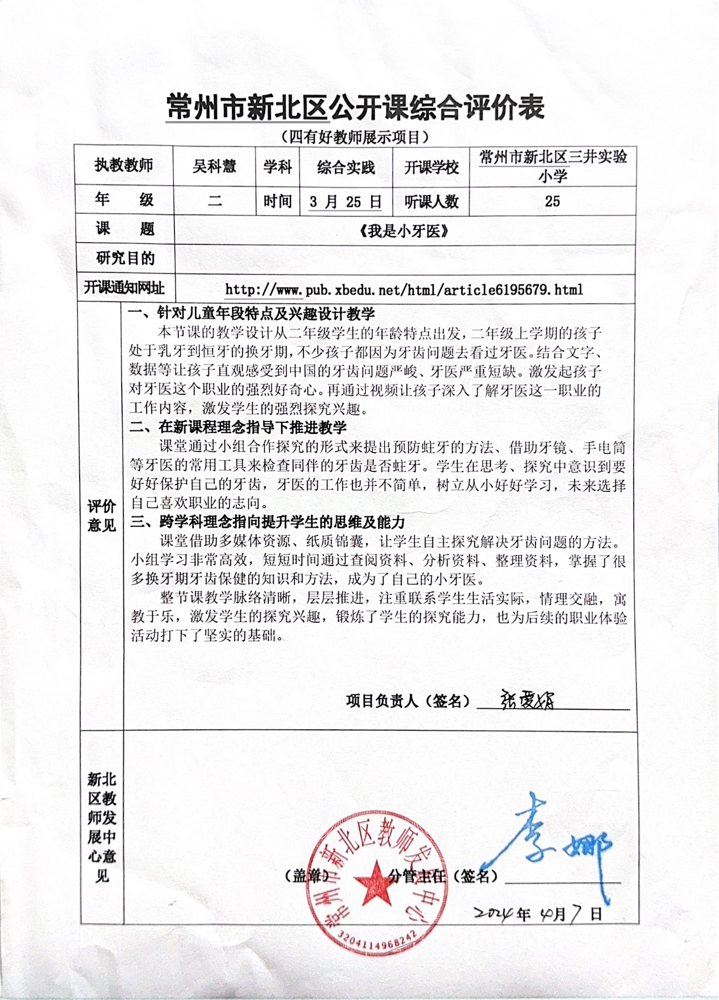 常州市新北区公开课综合评价表
（四有好教师展示项目）
执教教师 吴科慧 学科 综合实践 开课学校 常州市新北区三井实验小学
年 级 二 时间 3 月 25 日 听课人数 25
课 题 《我是小牙医》
研究目的
开课通知网址 http://www.pub.xbedu.net/html/article6195679.html
评价意见
一、针对儿童年段特点及兴趣设计教学
本节课的教学设计从二年级学生的年龄特点出发，二年级上学期的孩子
处于乳牙到恒牙的换牙期，不少孩子都因为牙齿问题去看过牙医。结合文字、
数据等让孩子直观感受到中国的牙齿问题严峻、牙医严重短缺。激发起孩子
对牙医这个职业的强烈好奇心。再通过视频让孩子深入了解牙医这一职业的
工作内容，激发学生的强烈探究兴趣。
二、在新课程理念指导下推进教学
课堂通过小组合作探究的形式来提出预防蛀牙的方法、借助牙镜、手电筒
等牙医的常用工具来检查同伴的牙齿是否蛀牙。学生在思考、探究中意识到要
好好保护自己的牙齿，牙医的工作也并不简单，树立从小好好学习，未来选择
自己喜欢职业的志向。
三、跨学科理念指向提升学生的思维及能力
课堂借助多媒体资源、纸质锦囊，让学生自主探究解决牙齿问题的方法。
小组学习非常高效，短短时间通过查阅资料、分析资料、整理资料，掌握了很
多换牙期牙齿保健的知识和方法，成为了自己的小牙医。
整节课教学脉络清晰，层层推进，注重联系学生生活实际，情理交融，寓
教于乐，激发学生的探究兴趣，锻炼了学生的探究能力，也为后续的职业体验
活动打下了坚实的基础。
项目负责人（签名） 张爱娟
新北区教师发展中心意见
李娜
（盖章） 分管主任（签名）
常州市新北区教师发展中心
3204114968242
2024年 4月 7 日